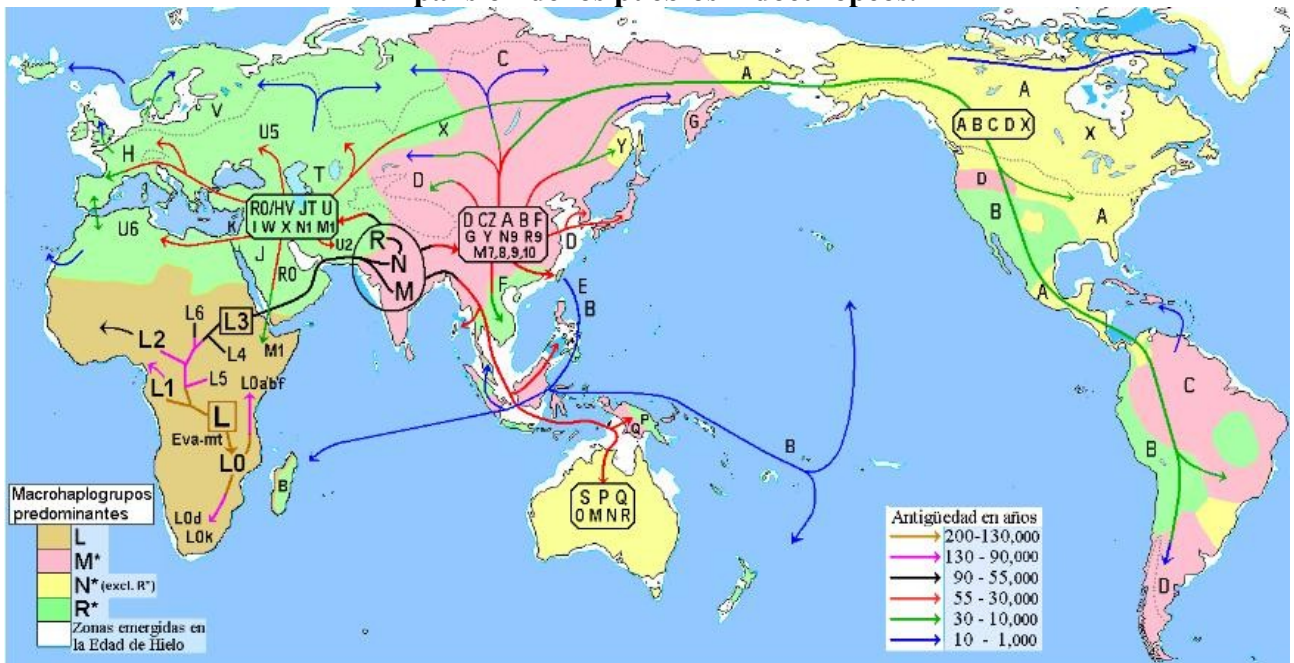 C
A
A
V
G
A B C D X
X
U5
X
Y
H
T
D
D
R0/HV JT U
I W X N1 M1
D CZ A B F
G Y N9 R9
M7,8,9,10
B
A
K
U2
D
U6
R
J
N
R0
M
F
E
B
A
L6
L3
L2
L4
M1
L1
L5
L0abf
C
L
P
Q
Eva-mt
B
B
L0
B
S P Q
O M N R
Macrohaplogrupos
predominantes
L0d
L0k
L
M*
N* (excl. R*)
R*
Zonas emergidas en
la Edad de Hielo
Antigüedad en años
200-130,000
130 - 90,000
90 - 55,000
55 - 30,000
30 - 10,000
10 - 1,000
D